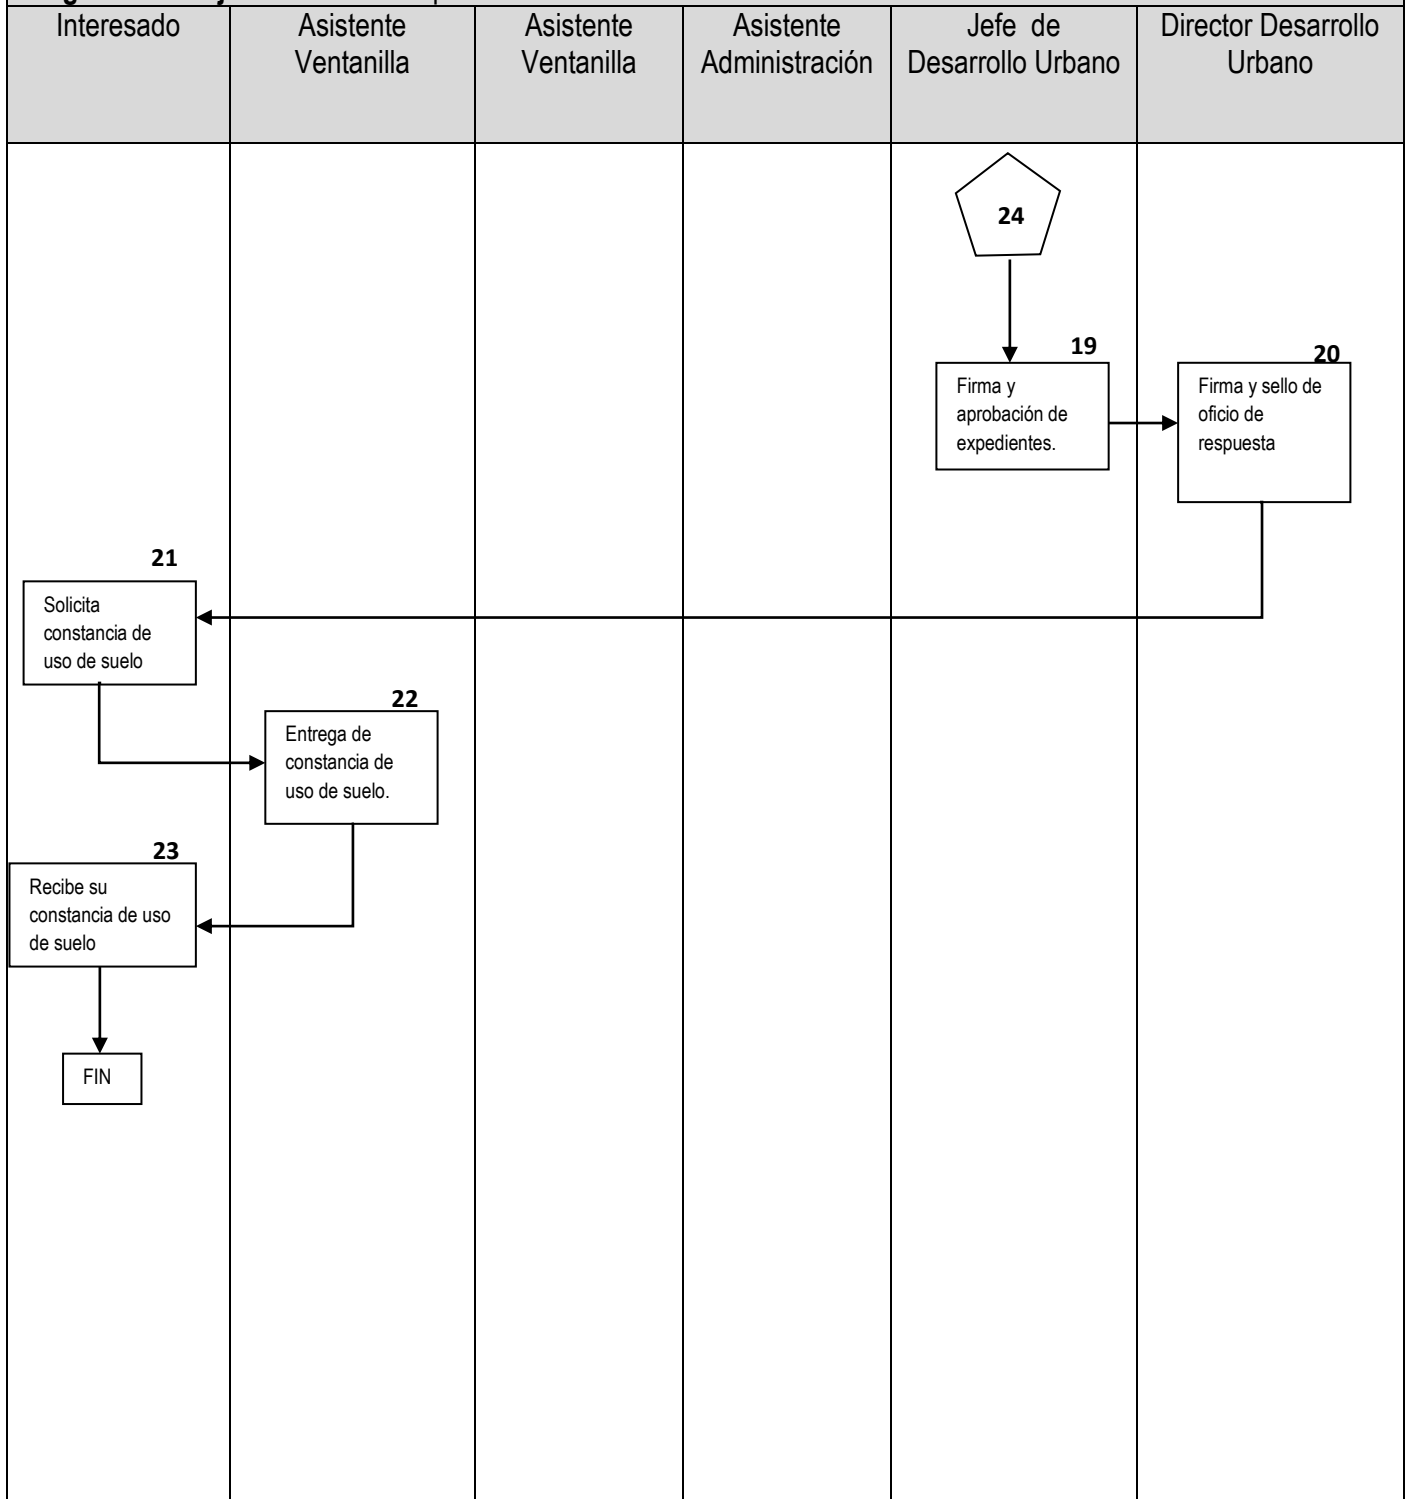 Interesado
Asistente
Ventanilla
Asistente
Ventanilla
Asistente
Administración
Jefe de
Desarrollo Urbano
Director Desarrollo
Urbano
24
19
Firma y
aprobación de
expedientes.
20
Firma y sello de
oficio de
respuesta
21
Solicita
constancia de
uso de suelo
22
Entrega de
constancia de
uso de suelo.
23
Recibe su
constancia de uso
de suelo
FIN